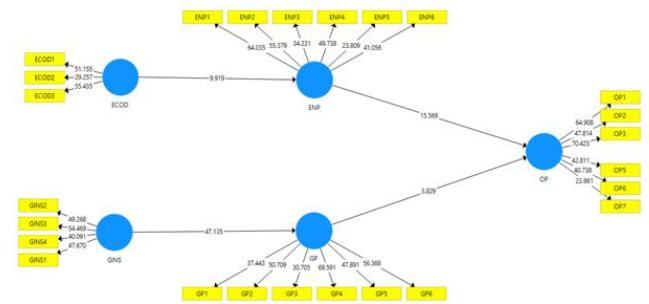 ENP1 ENP2 ENP3 ENP4 ENP5 ENP6
64.035 55.379 34.231 49.738 23.809 41.056
ECOD1
ECOD2
ECOD3
51.155
29.257
55.435
ECOD
9.919
ENP
15.569
OP1
OP2
OP3
OP5
OP6
OP7
64.908
47.814
70.423
42.811
40.738
23.861
OP
3.829
GINS2
GINS3
GINS4
GINS1
49.268
54.469
40.091
47.670
GINS
47.135
GP
37.443 50.709 30.705 69.591 47.891 56.368
GP1 GP2 GP3 GP4 GP5 GP6